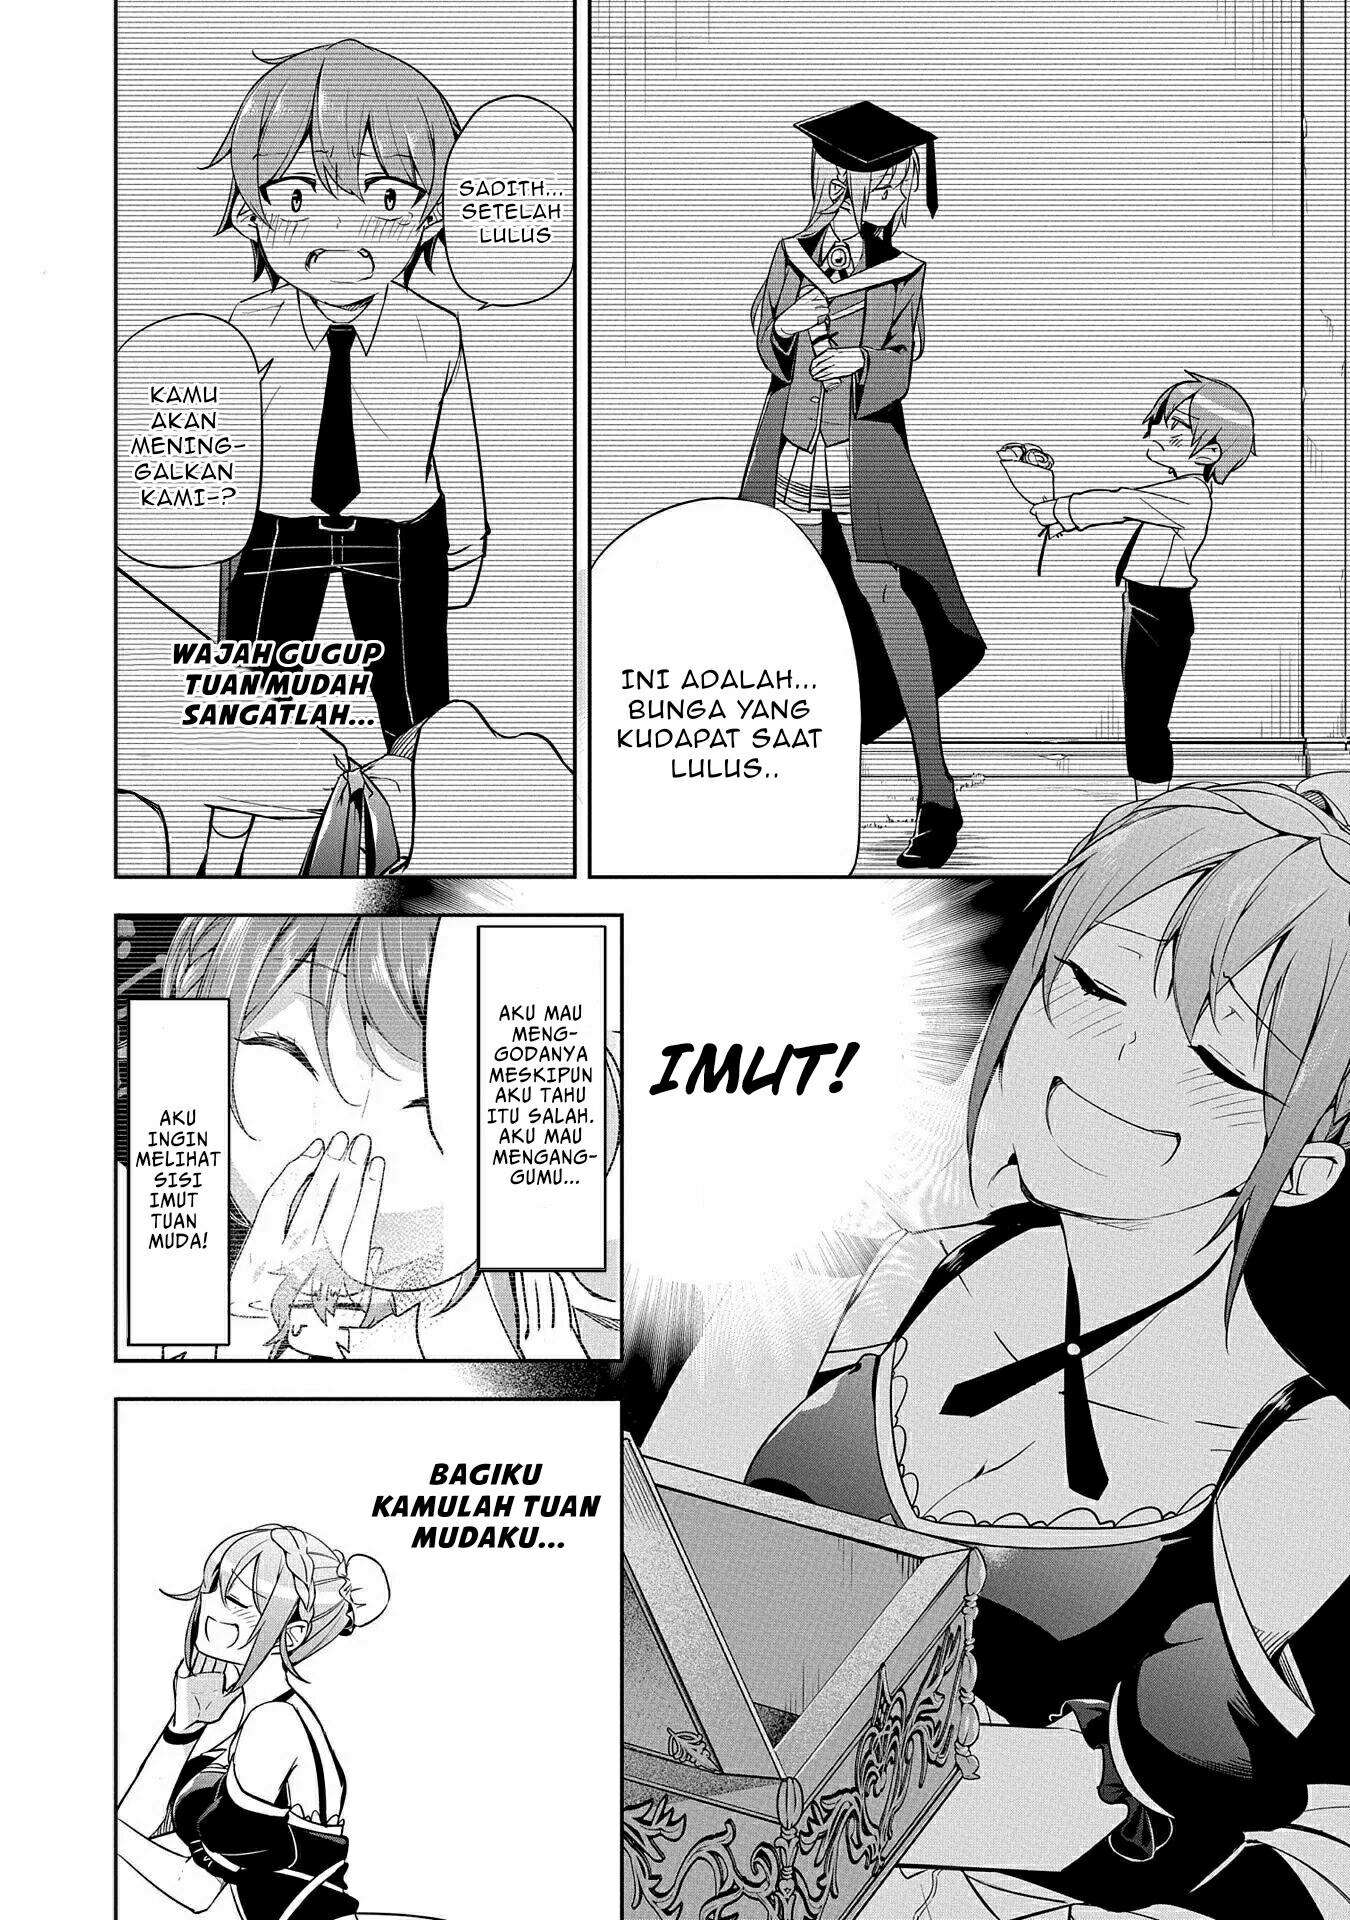 INI ADALAH...
BUNGA YANG
KUDAPAT SAAT
LULUS..
SADITH...
SETELAH
LULUS
KAMU
AKAN
MENING-
GALKAN
KAMI-?
WAJAH GUGUP
TUAN MUDAH
SANGATLAH...
IMUT!
AKU MAU
MENG-
GODANYA
MESKIPUN
AKU TAHU
ITU SALAH.
AKU MAU
MENGANG-
GUMU...
AKU
INGIN
MELIHAT
SISI
IMUT
TUAN
MUDA!
BAGIKU
KAMULAH TUAN
MUDAKU...